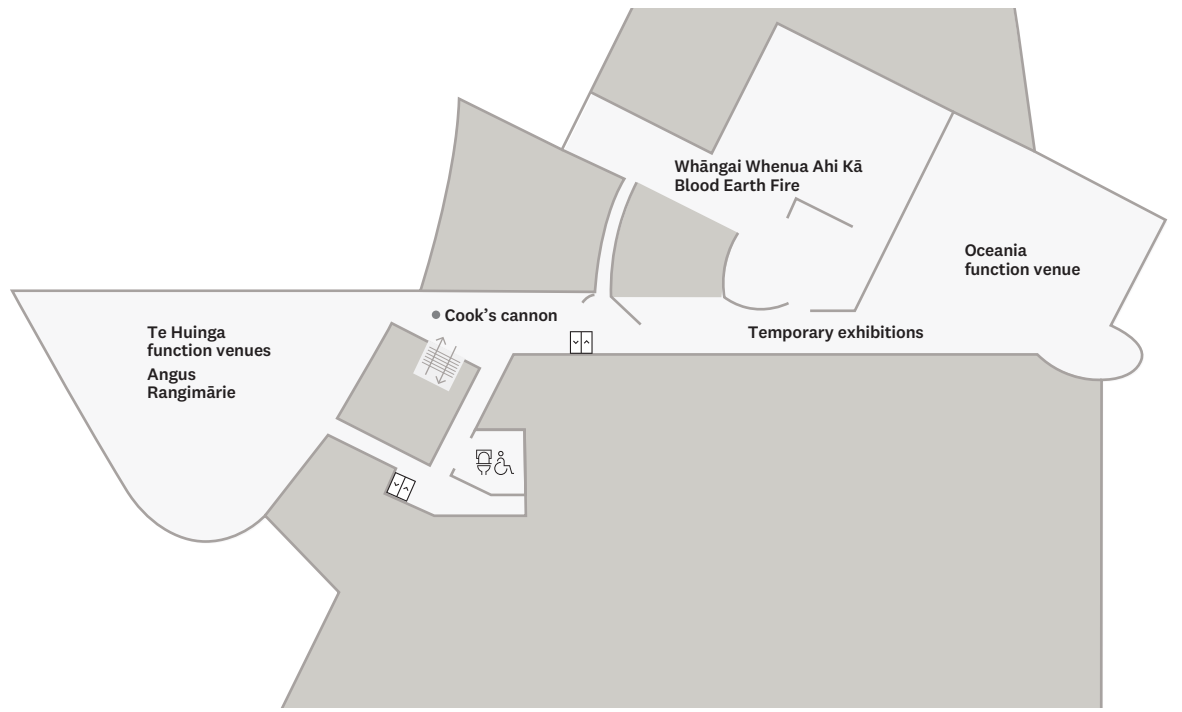 Whāngai Whenua Ahi Kā
Blood Earth Fire
Oceania
function venue
Cook’s cannon
Te Huinga
function venues
Angus
Rangimārie
Temporary exhibitions